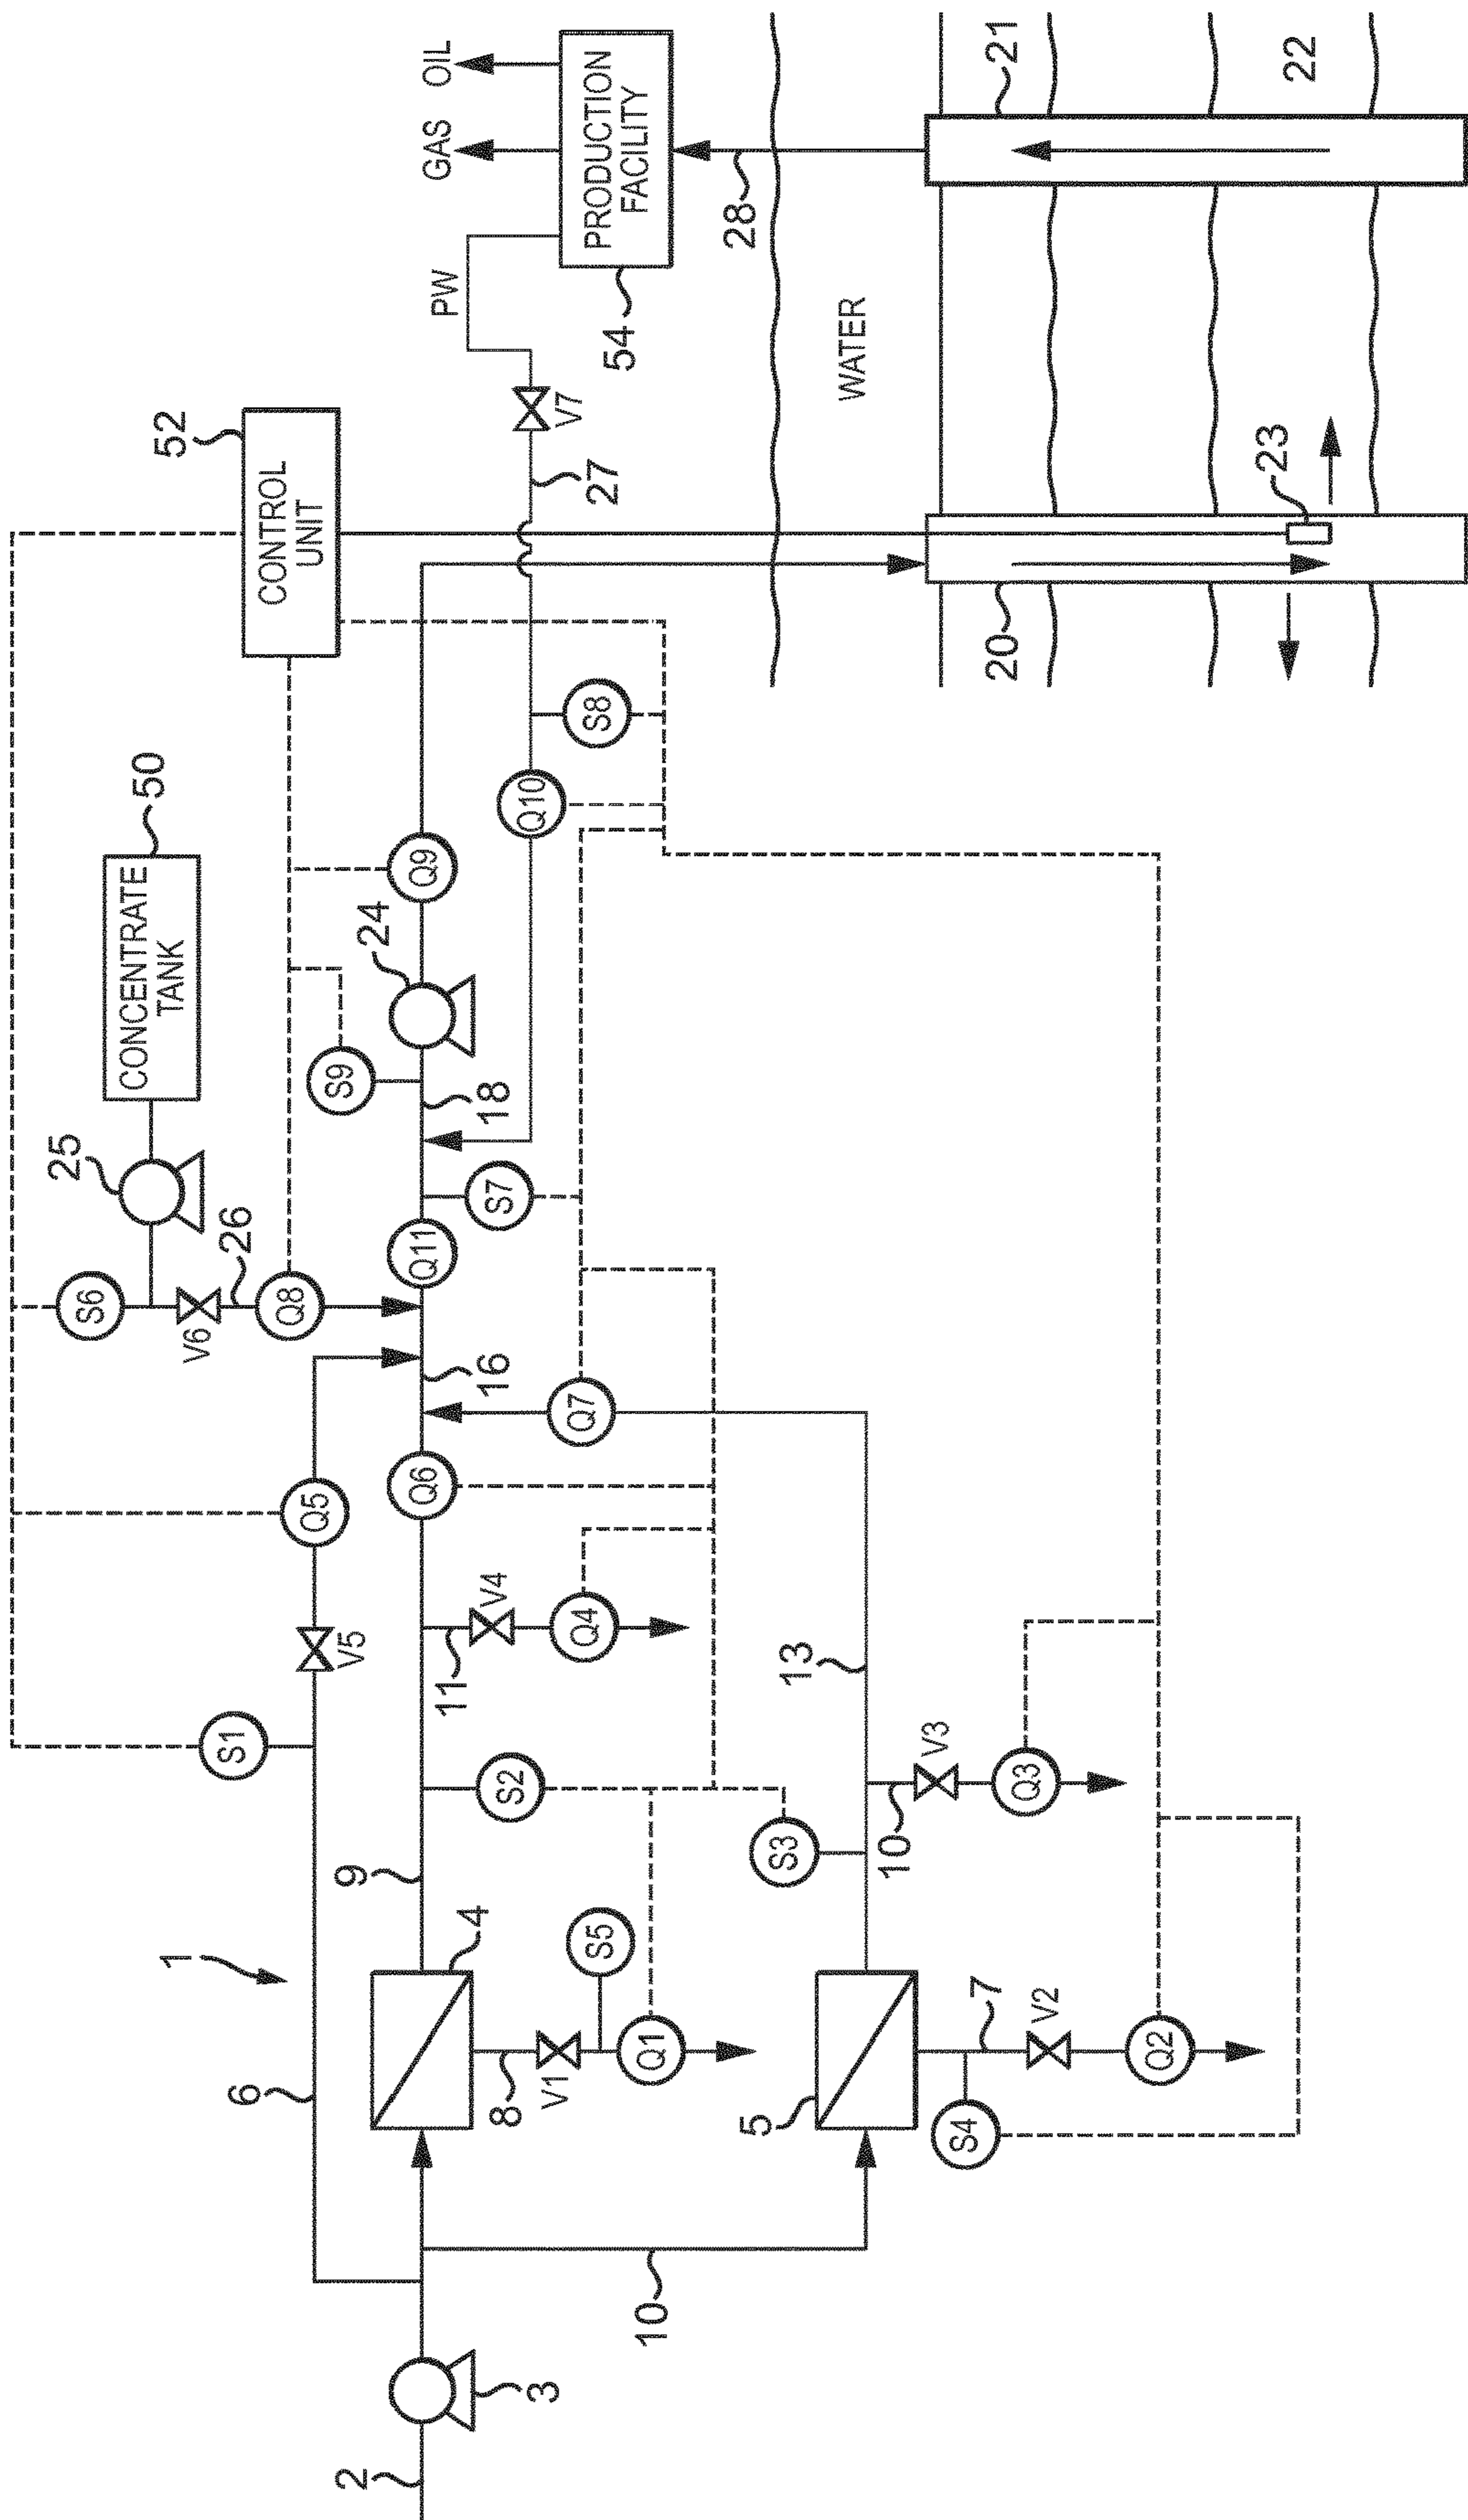 CONCENTRATE
TANK
50
25
S6
V6
26
Q8
CONTROL
UNIT
52
OIL
GAS
PW
PRODUCTION
FACILITY
54
V7
27
28
S9
24
Q9
18
Q10
S8
S7
Q11
16
Q7
Q6
Q5
V5
S1
1
6
9
4
S2
11
V4
Q4
8
V1
S5
Q1
13
S3
10
V3
Q3
5
7
V2
S4
Q2
10
3
2
WATER
20
21
22
23